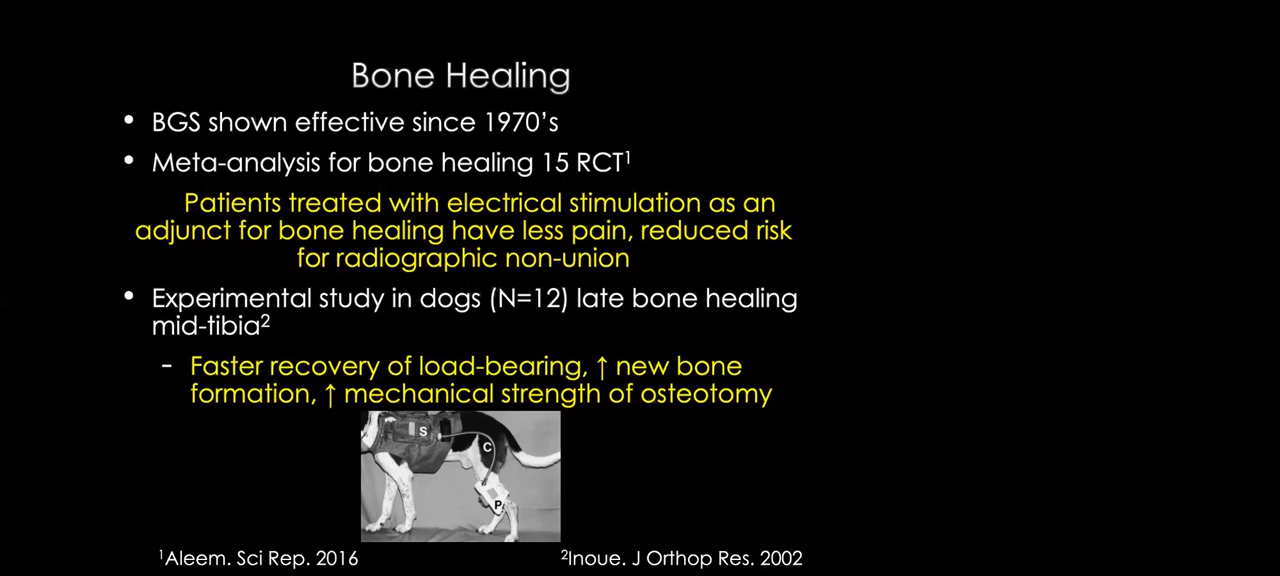 Bone Healing
• BGS shown effective since 1970's
• Meta-analysis for bone healing 15 RCT¹
Patients treated with electrical stimulation as an
adjunct for bone healing have less pain, reduced risk
for radiographic non-union
• Experimental study in dogs (N=12) late bone healing
mid-tibia²
- Faster recovery of load-bearing, ↑ new bone
formation, ↑ mechanical strength of osteotomy
S
C
P
¹Aleem. Sci Rep. 2016
²Inoue. J Orthop Res. 2002